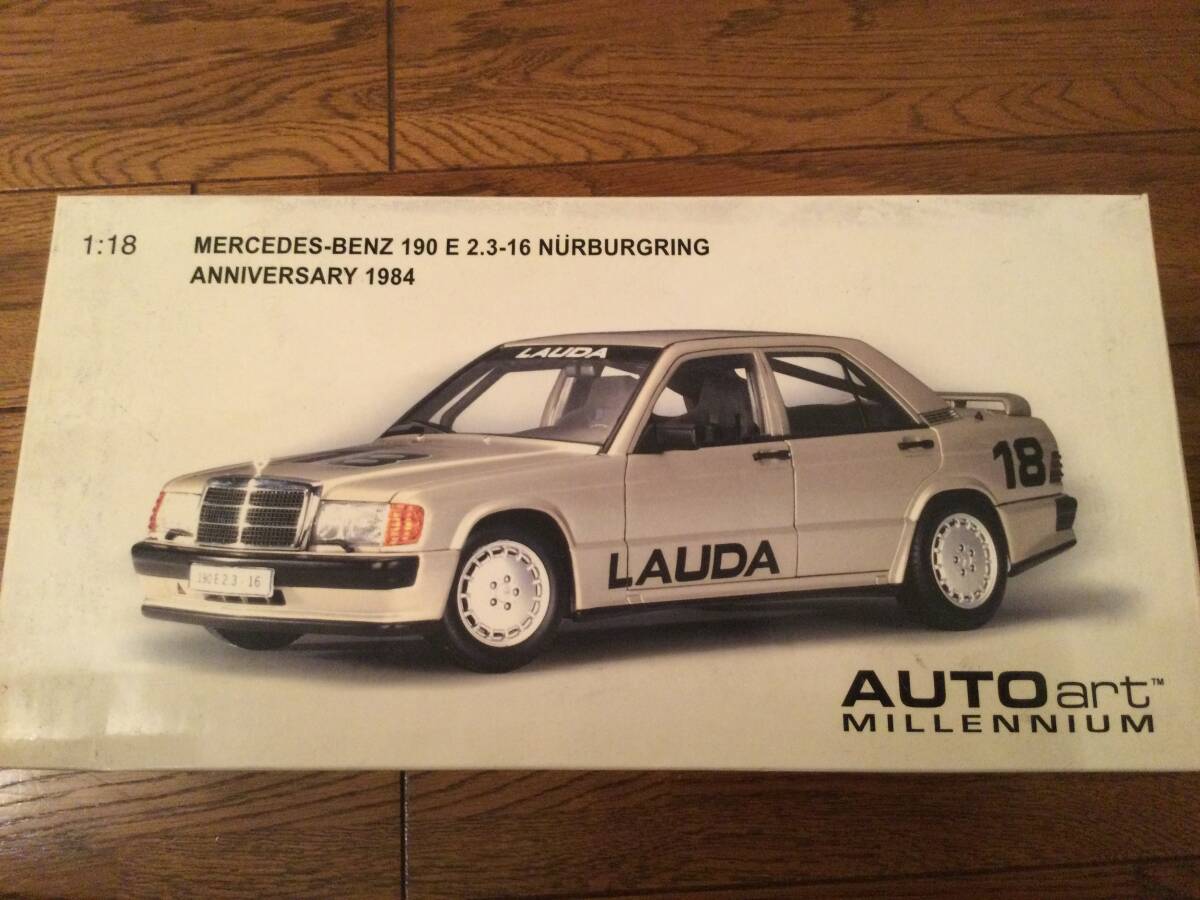 1:18
MERCEDES-BENZ 190 E 2.3-16 NÜRBURGRING
ANNIVERSARY 1984
LAUDA
18
190 E 2.3 - 16
LAUDA
AUTOart™
MILLENNIUM